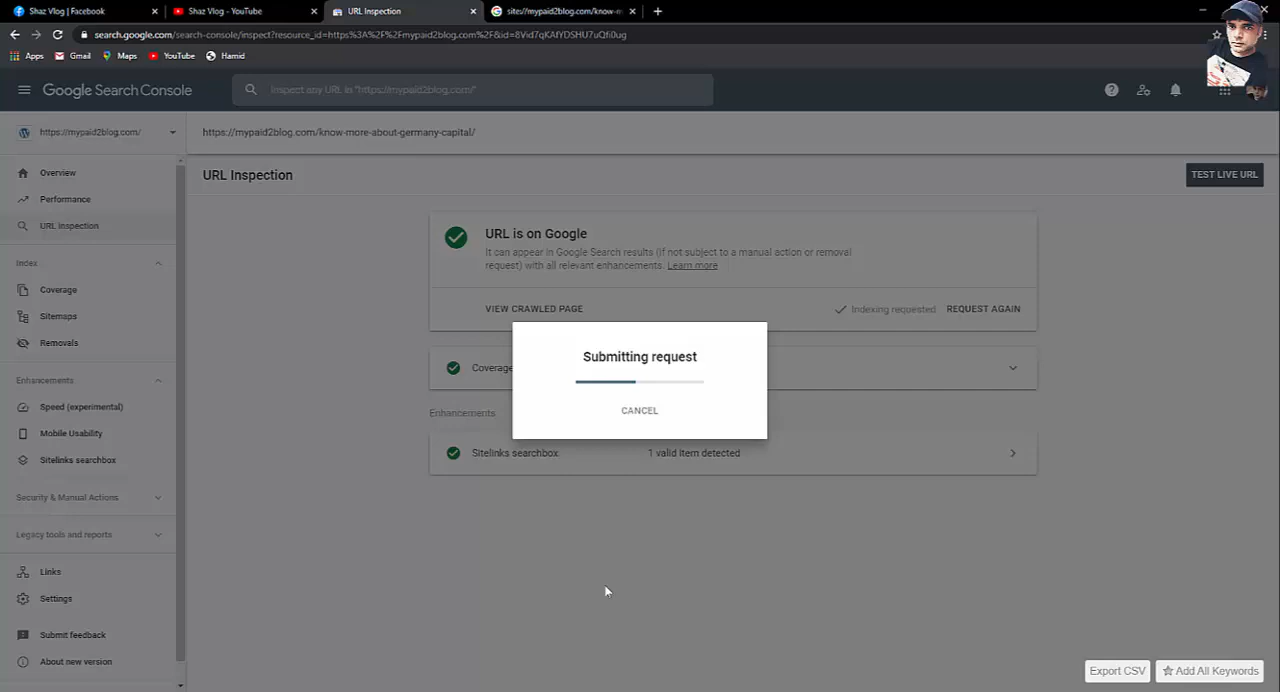 Shaz Vlog | Facebook
Shaz Vlog - YouTube
URL Inspection
site://mypaid2blog.com/know-m
search.google.com/search-console/inspect?resource_id=https%3A%2F%2Fmypaid2blog.com%2F&id=8Vid7qKAfYDSHU7uQfi0ug
Apps
Gmail
Maps
YouTube
Hamid
Google Search Console
Inspect any URL in "https://mypaid2blog.com/"
https://mypaid2blog.com/
https://mypaid2blog.com/know-more-about-germany-capital/
Overview
Performance
URL Inspection
Index
Coverage
Sitemaps
Removals
Enhancements
Speed (experimental)
Mobile Usability
Sitelinks searchbox
Security & Manual Actions
Legacy tools and reports
Links
Settings
Submit feedback
About new version
URL Inspection
TEST LIVE URL
URL is on Google
It can appear in Google Search results (if not subject to a manual action or removal
request) with all relevant enhancements. Learn more
VIEW CRAWLED PAGE
Indexing requested
REQUEST AGAIN
Submitting request
CANCEL
Coverage
Enhancements
Sitelinks searchbox
1 valid item detected
Export CSV
Add All Keywords